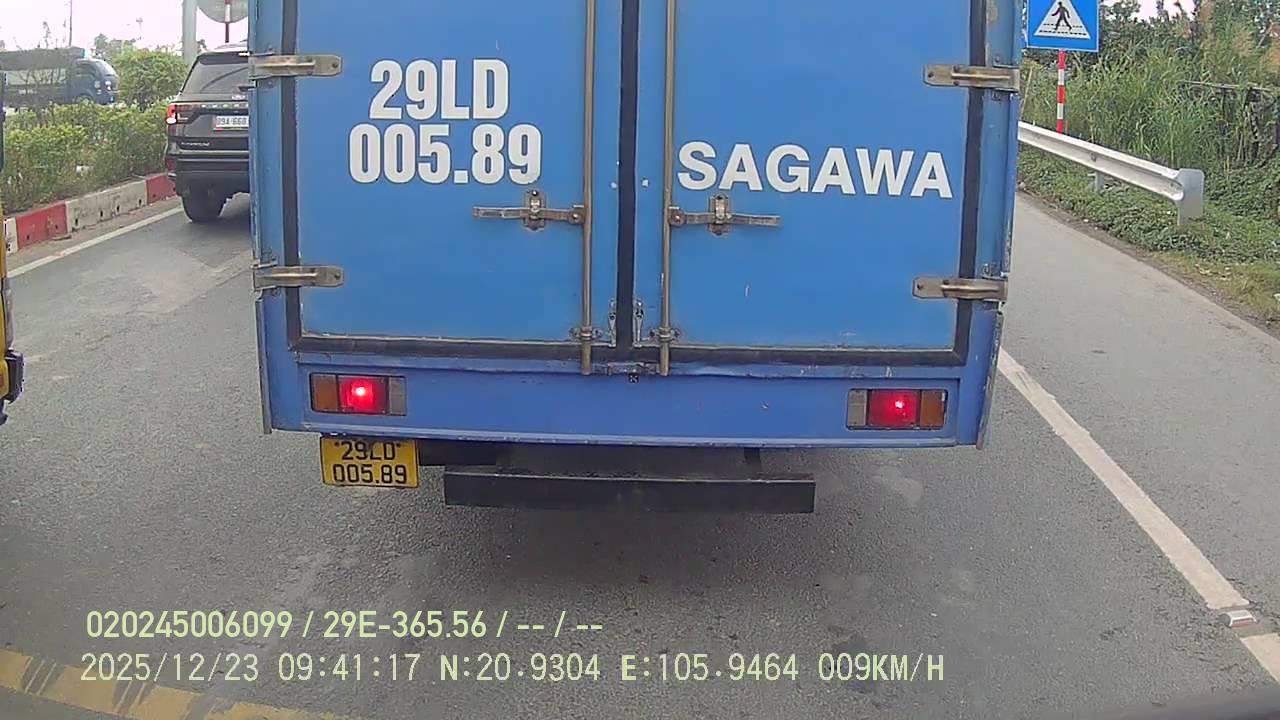 29LD
005.89
SAGAWA
29LD
005.89
020245006099 / 29E-365.56 / -- / --
2025/12/23 09:41:17 N:20.9304 E:105.9464 009KM/H